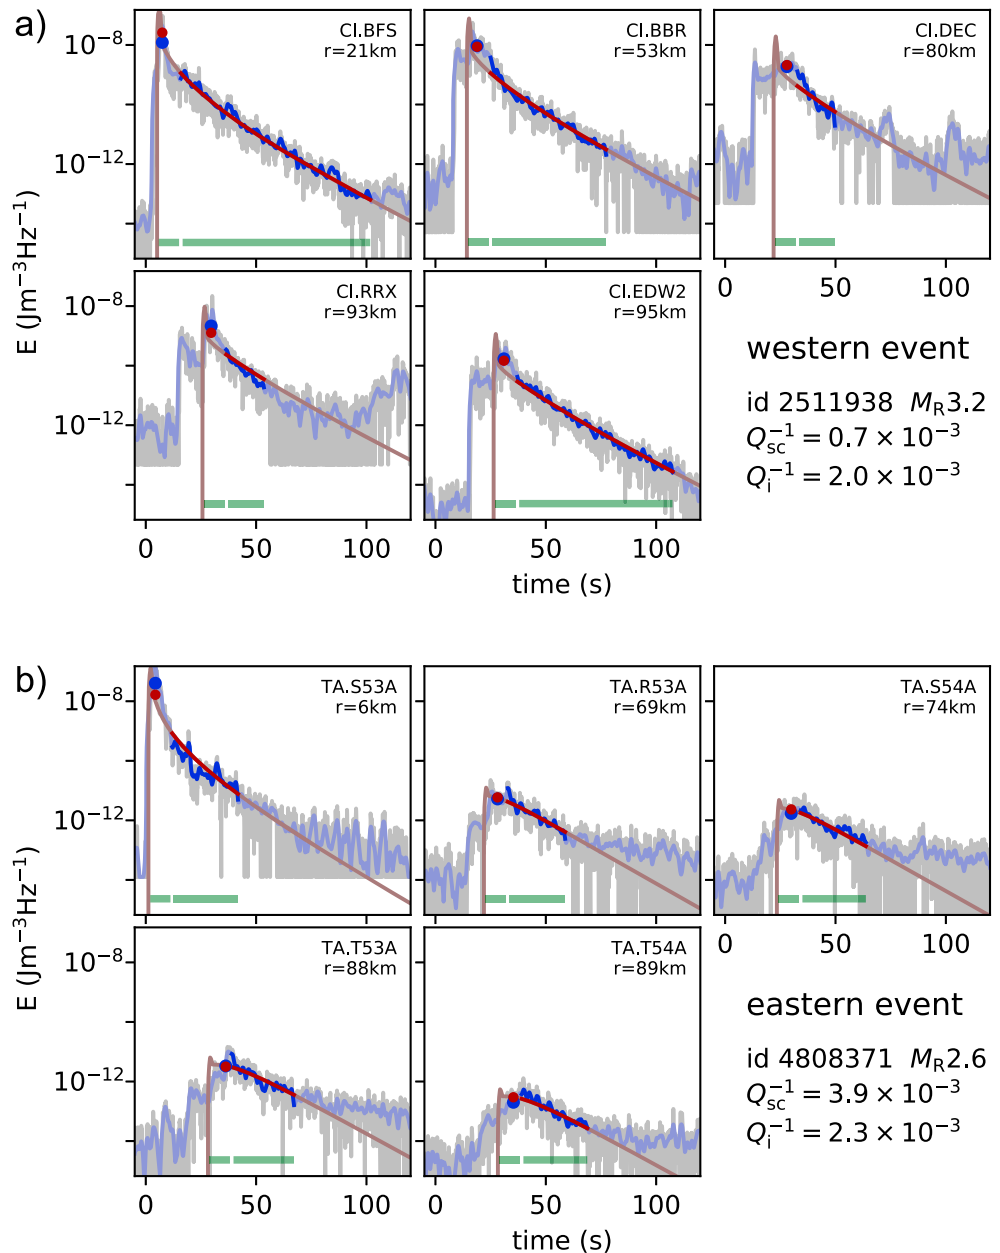 a)
E (Jm⁻³Hz⁻¹)
10⁻⁸
10⁻¹²
CI.BFS
r=21km
CI.BBR
r=53km
CI.DEC
r=80km
0 50 100
10⁻⁸
10⁻¹²
CI.RRX
r=93km
CI.EDW2
r=95km
0 50 100
0 50 100
time (s)
western event
id 2511938 M_R3.2
Q_sc⁻¹ = 0.7 × 10⁻³
Q_i⁻¹ = 2.0 × 10⁻³
b)
E (Jm⁻³Hz⁻¹)
10⁻⁸
10⁻¹²
TA.S53A
r=6km
TA.R53A
r=69km
TA.S54A
r=74km
0 50 100
10⁻⁸
10⁻¹²
TA.T53A
r=88km
TA.T54A
r=89km
0 50 100
0 50 100
time (s)
eastern event
id 4808371 M_R2.6
Q_sc⁻¹ = 3.9 × 10⁻³
Q_i⁻¹ = 2.3 × 10⁻³